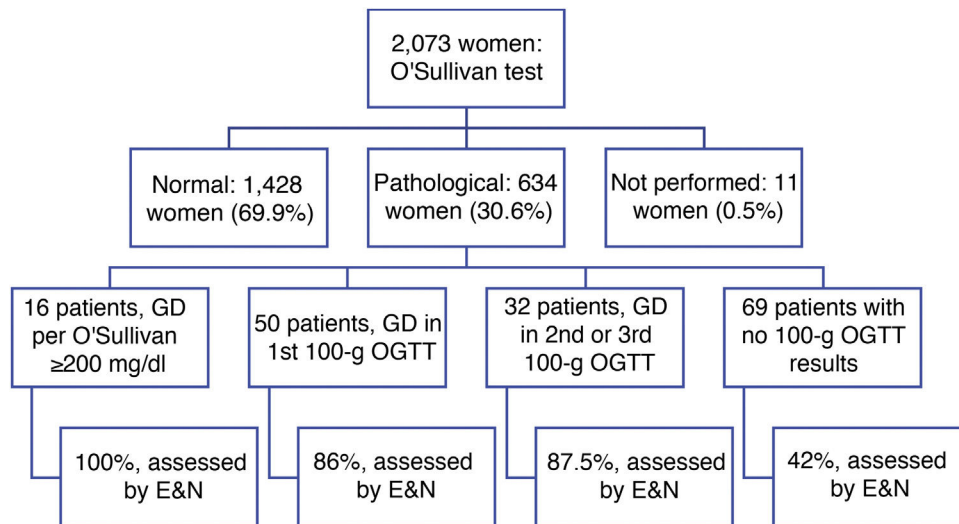 2,073 women:
O'Sullivan test
Normal: 1,428
women (69.9%)
Pathological: 634
women (30.6%)
Not performed: 11
women (0.5%)
16 patients, GD
per O'Sullivan
≥200 mg/dl
50 patients, GD in
1st 100-g OGTT
32 patients, GD
in 2nd or 3rd
100-g OGTT
69 patients with
no 100-g OGTT
results
100%, assessed
by E&N
86%, assessed
by E&N
87.5%, assessed
by E&N
42%, assessed
by E&N